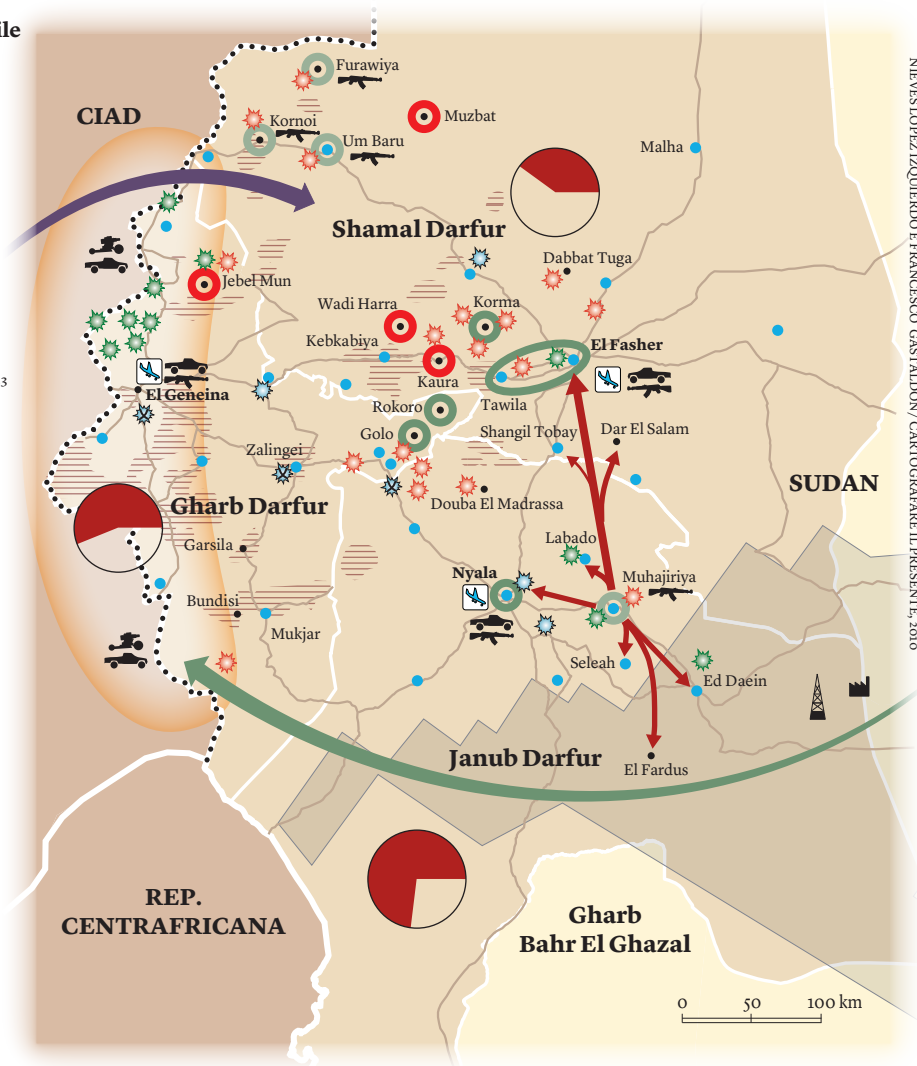 ile
CIAD
Furawiya
Kornoi
Um Baru
Muzbat
Malha
Shamal Darfur
Jebel Mun
Dabbat Tuga
Wadi Harra
Korma
Kebkabiya
El Fasher
3
Kaura
El Geneina
Rokoro
Tawila
Golo
Shangil Tobay
Dar El Salam
Zalingei
SUDAN
Gharb Darfur
Douba El Madrassa
Garsila
Labado
Nyala
Muhajiriya
Bundisi
Mukjar
Seleah
Ed Daein
Janub Darfur
El Fardus
REP.
CENTRAFRICANA
Gharb
Bahr El Ghazal
0 50 100 km
NIEVES LOPEZ IZQUIERDO E FRANCESCO GASTALDON/ CARTOGRAFARE IL PRESENTE, 2010